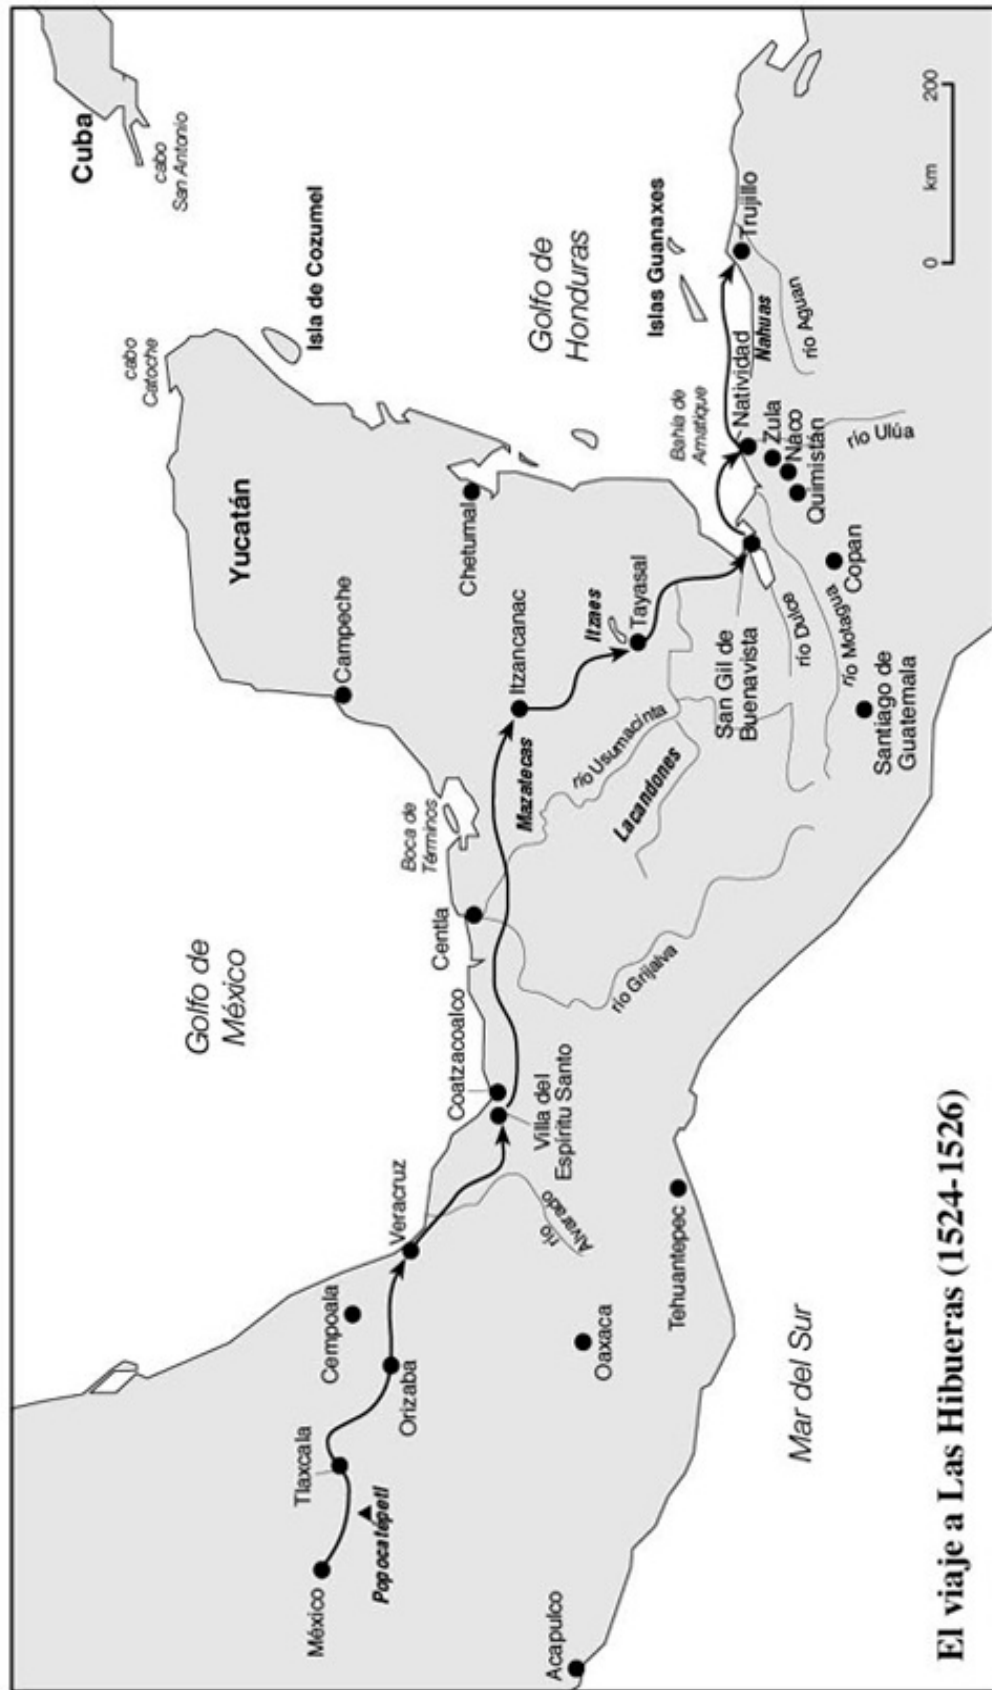 Cuba
cabo
San Antonio
cabo
Catoche
Isla de Cozumel
Yucatán
Golfo de
México
Campeche
Chetumal
Golfo de
Honduras
Islas Guanaxes
Boca de
Términos
Centla
Coatzacoalco
Villa del
Espíritu Santo
Veracruz
Cempoala
Orizaba
Tlaxcala
México
Popocatepetl
Acapulco
Oaxaca
Tehuantepec
río
Alvarado
río Grijalva
Mazatecas
Itzancanac
río Usumacinta
Lacandones
Itzaes
Tayasal
San Gil de
Buenavista
Bahía de
Amatique
Natividad
Nahuas
Trujillo
río Aguan
Zula
Naco
Quimistán
río Ulúa
Copan
río Dulce
río Motagua
Santiago de
Guatemala
Mar del Sur
0 km 200
El viaje a Las Hibueras (1524-1526)